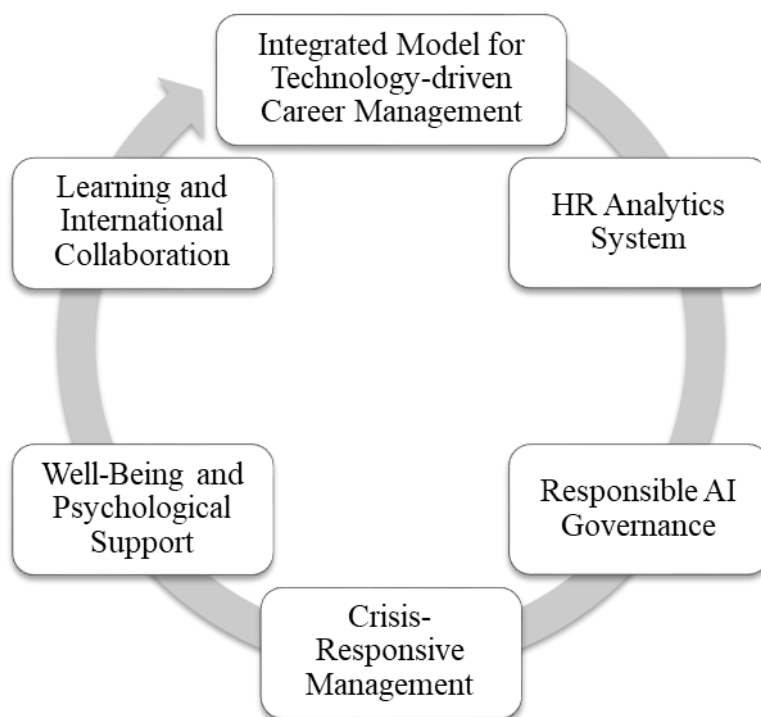 Integrated Model for
Technology-driven
Career Management
HR Analytics
System
Responsible AI
Governance
Crisis-
Responsive
Management
Well-Being and
Psychological
Support
Learning and
International
Collaboration